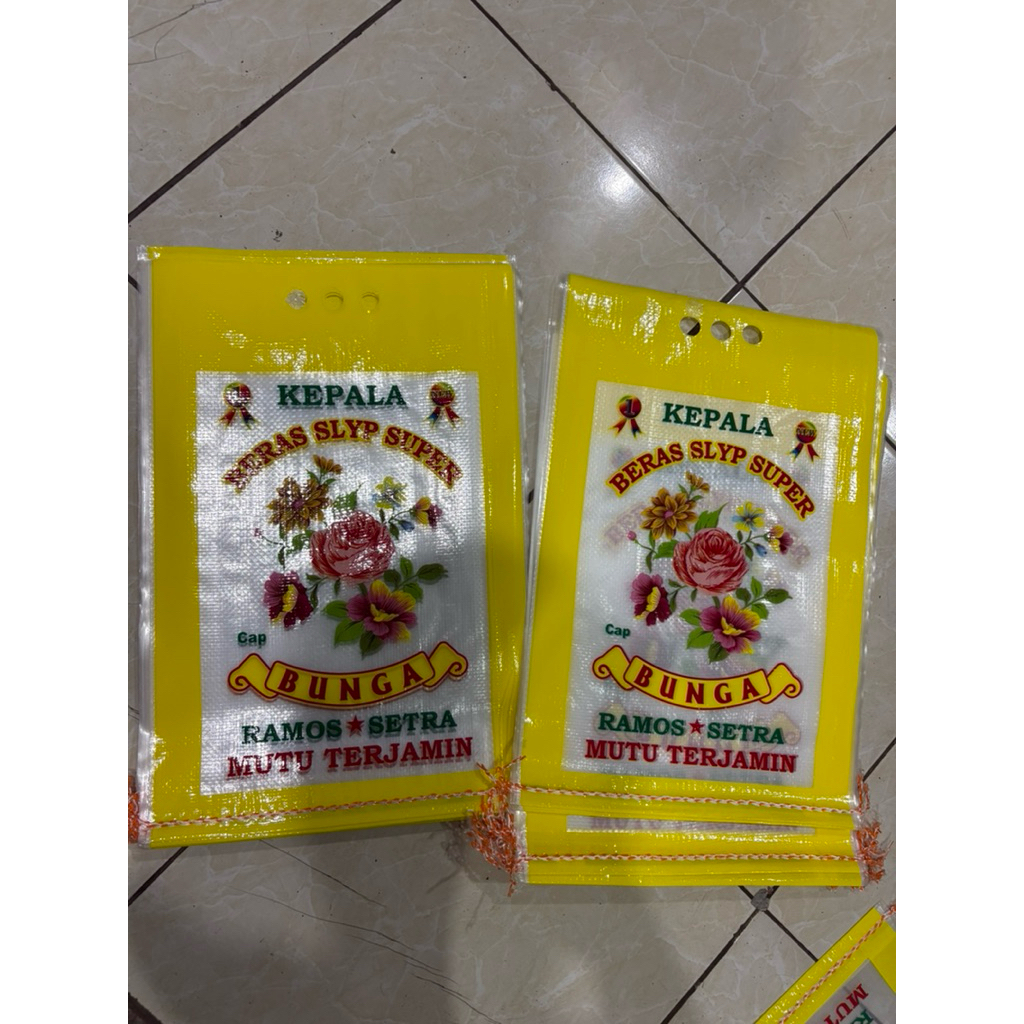 KEPALA
BERAS SLYP SUPER
Cap
BUNGA
RAMOS ★ SETRA
MUTU TERJAMIN
1
KEPALA
BERAS SLYP SUPER
Cap
BUNGA
RAMOS ★ SETRA
MUTU TERJAMIN